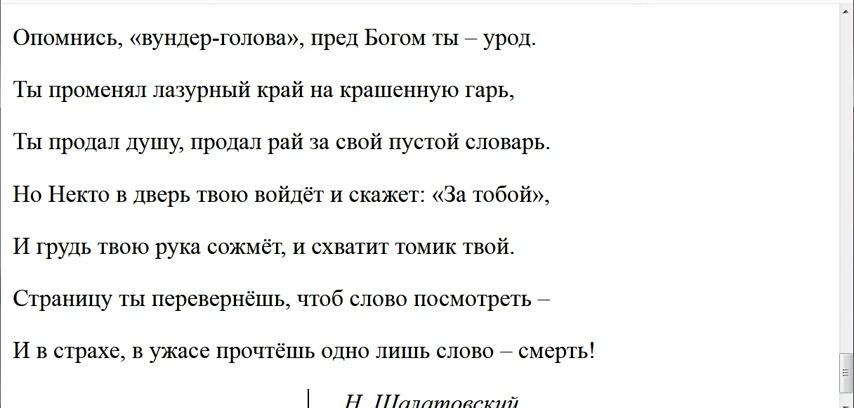 Опомнись, «вундер-голова», пред Богом ты – урод.
Ты променял лазурный край на крашенную гарь,
Ты продал душу, продал рай за свой пустой словарь.
Но Некто в дверь твою войдёт и скажет: «За тобой»,
И грудь твою рука сожмёт, и схватит томик твой.
Страницу ты перевернёшь, чтоб слово посмотреть –
И в страхе, в ужасе прочтёшь одно лишь слово – смерть!
Н. Шалатовский